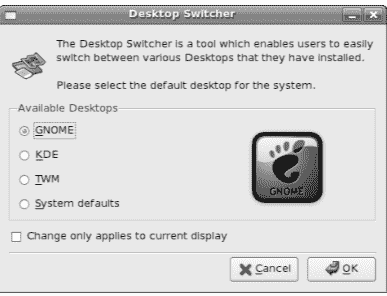 Desktop Switcher
The Desktop Switcher is a tool which enables users to easily
switch between various Desktops that they have installed.
Please select the default desktop for the system.
Available Desktops
GNOME
KDE
TWM
System defaults
GNOME
Change only applies to current display
Cancel
OK